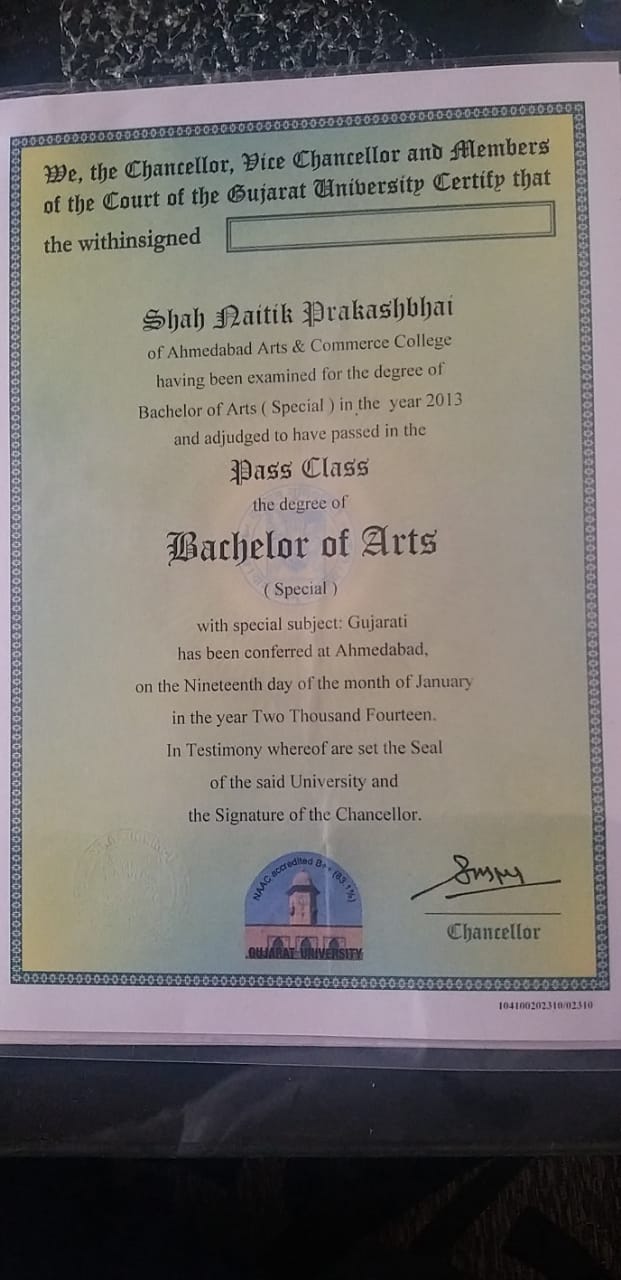 We, the Chancellor, Vice Chancellor and Members
of the Court of the Gujarat University Certify that
the withinsigned
Shah Naitik Prakashbhai
of Ahmedabad Arts & Commerce College
having been examined for the degree of
Bachelor of Arts ( Special ) in the year 2013
and adjudged to have passed in the
Pass Class
the degree of
Bachelor of Arts
( Special )
with special subject: Gujarati
has been conferred at Ahmedabad,
on the Nineteenth day of the month of January
in the year Two Thousand Fourteen.
In Testimony whereof are set the Seal
of the said University and
the Signature of the Chancellor.
NAAC accredited B++ (83.1%)
GUJARAT UNIVERSITY
Chancellor
104100202310/02310